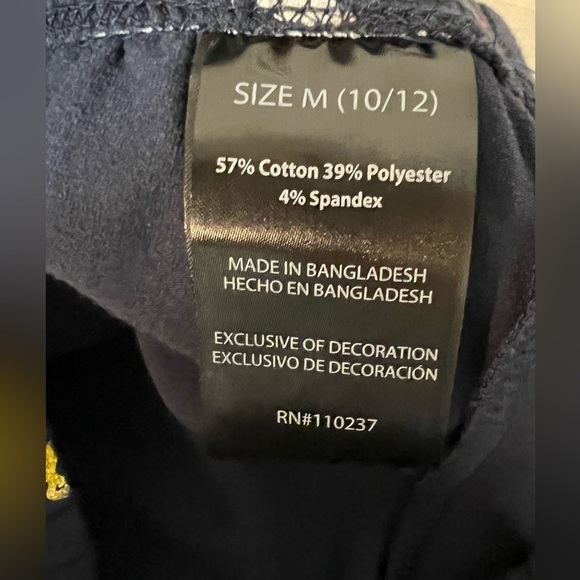 SIZE M (10/12)
57% Cotton 39% Polyester
4% Spandex
MADE IN BANGLADESH
HECHO EN BANGLADESH
EXCLUSIVE OF DECORATION
EXCLUSIVO DE DECORACIÓN
RN#110237